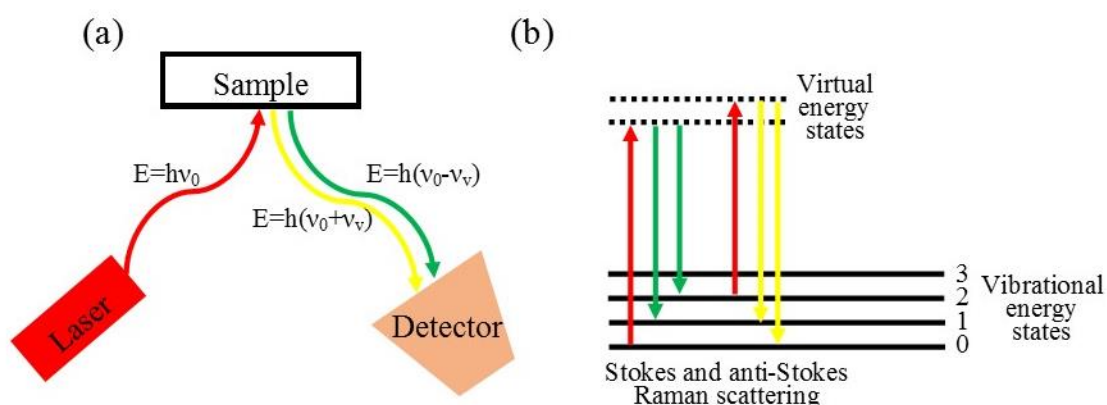 (a)
Sample
E=hν₀
E=h(ν₀-νᵥ)
E=h(ν₀+νᵥ)
Laser
Detector
(b)
Virtual
energy
states
3
2
1
0
Vibrational
energy
states
Stokes and anti-Stokes
Raman scattering